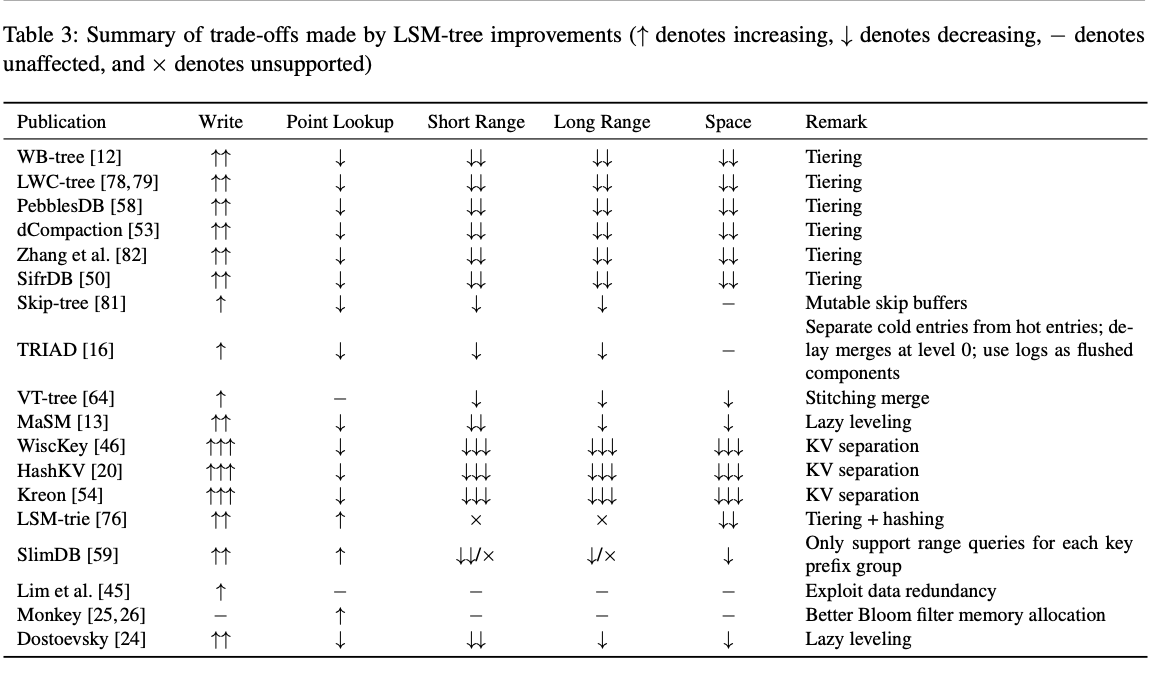 Table 3: Summary of trade-offs made by LSM-tree improvements (↑ denotes increasing, ↓ denotes decreasing, − denotes
unaffected, and × denotes unsupported)
Publication Write Point Lookup Short Range Long Range Space Remark
WB-tree [12] ↑↑ ↓ ↓↓ ↓↓ ↓↓ Tiering
LWC-tree [78,79] ↑↑ ↓ ↓↓ ↓↓ ↓↓ Tiering
PebblesDB [58] ↑↑ ↓ ↓↓ ↓↓ ↓↓ Tiering
dCompaction [53] ↑↑ ↓ ↓↓ ↓↓ ↓↓ Tiering
Zhang et al. [82] ↑↑ ↓ ↓↓ ↓↓ ↓↓ Tiering
SifrDB [50] ↑↑ ↓ ↓↓ ↓↓ ↓↓ Tiering
Skip-tree [81] ↑ ↓ ↓ ↓ − Mutable skip buffers
Separate cold entries from hot entries; de-
TRIAD [16] ↑ ↓ ↓ ↓ − lay merges at level 0; use logs as flushed
components
VT-tree [64] ↑ − ↓ ↓ ↓ Stitching merge
MaSM [13] ↑↑ ↓ ↓↓ ↓ ↓ Lazy leveling
WiscKey [46] ↑↑↑ ↓ ↓↓↓ ↓↓↓ ↓↓↓ KV separation
HashKV [20] ↑↑↑ ↓ ↓↓↓ ↓↓↓ ↓↓↓ KV separation
Kreon [54] ↑↑↑ ↓ ↓↓↓ ↓↓↓ ↓↓↓ KV separation
LSM-trie [76] ↑↑ ↑ × × ↓↓ Tiering + hashing
SlimDB [59] ↑↑ ↑ ↓↓/× ↓/× ↓ Only support range queries for each key
prefix group
Lim et al. [45] ↑ − − − − Exploit data redundancy
Monkey [25,26] − ↑ − − − Better Bloom filter memory allocation
Dostoevsky [24] ↑↑ ↓ ↓↓ ↓ ↓ Lazy leveling